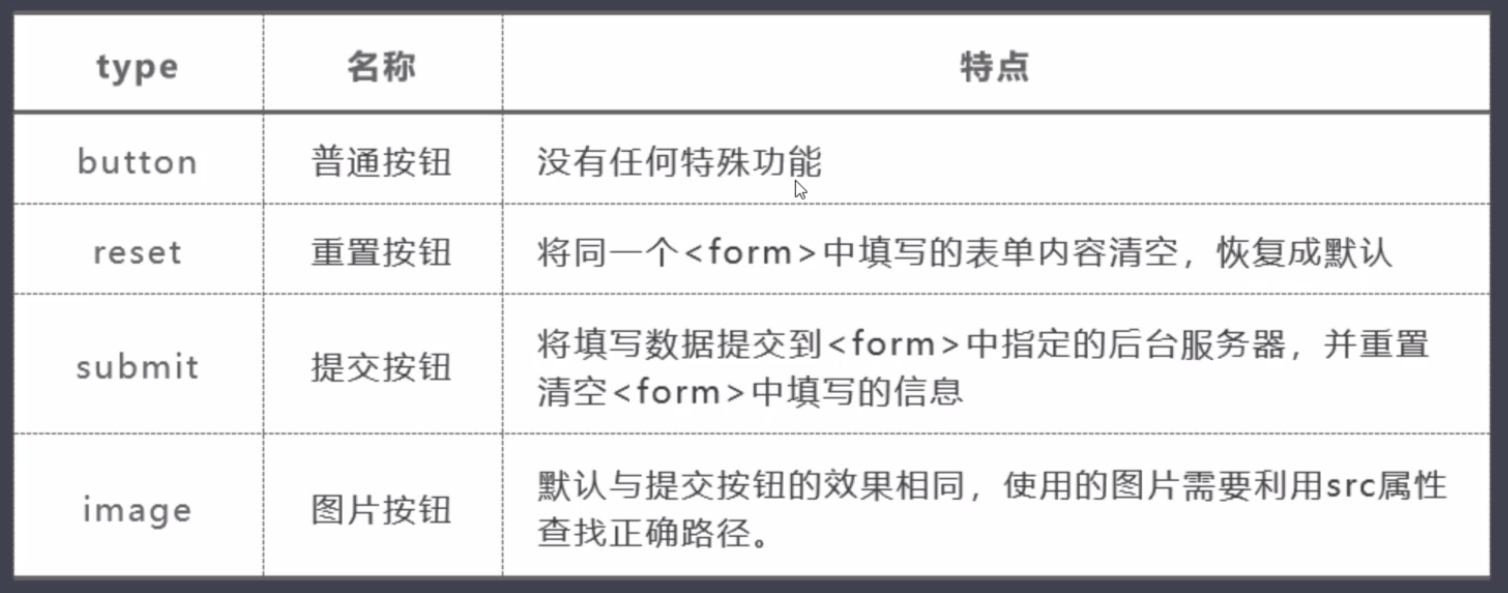 type 名称 特点
button 普通按钮 没有任何特殊功能
reset 重置按钮 将同一个<form>中填写的表单内容清空，恢复成默认
submit 提交按钮 将填写数据提交到<form>中指定的后台服务器，并重置
清空<form>中填写的信息
image 图片按钮 默认与提交按钮的效果相同，使用的图片需要利用src属性
查找正确路径。